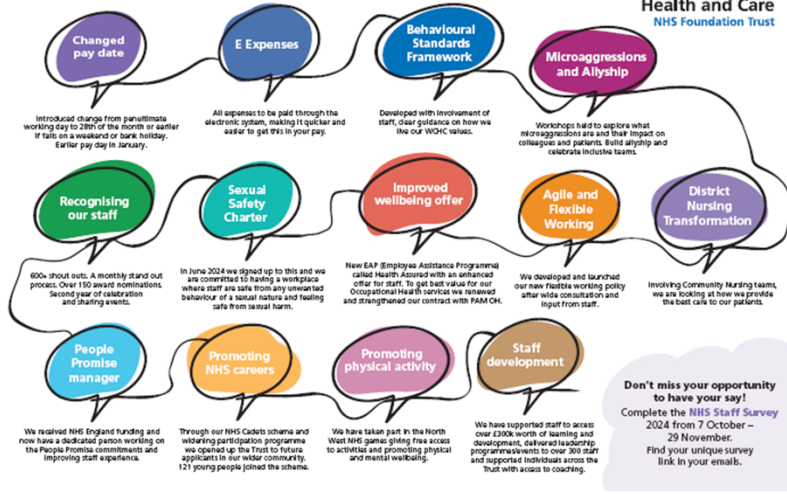 Health and Care
NHS Foundation Trust
Changed
pay date
Introduced change from penultimate
working day to 28th of the month or earlier
if falls on a weekend or bank holiday.
Earlier pay day in January.
E Expenses
All expenses to be paid through the
electronic system, making it quicker and
easier to get this in your pay.
Behavioural
Standards
Framework
Developed with involvement of
staff, clear guidance on how we
live our WCHC values.
Microaggressions
and Allyship
Workshops held to explore what
microaggressions are and their impact on
colleagues and patients. Build allyship and
celebrate inclusive teams.
Recognising
our staff
600+ shout outs. A monthly stand out
process. Over 150 award nominations.
Second year of celebration
and sharing events.
Sexual
Safety
Charter
In June 2024 we signed up to this and we
are committed to having a workplace
where staff are safe from any unwanted
behaviour of a sexual nature and feeling
safe from sexual harm.
Improved
wellbeing offer
New EAP (Employee Assistance Programme)
called Health Assured with an enhanced
offer for staff. To get best value for our
Occupational Health services we renewed
and strengthened our contract with PAM OH.
Agile and
Flexible
Working
We developed and launched
our new flexible working policy
after wide consultation and
input from staff.
District
Nursing
Transformation
Involving Community Nursing teams,
we are looking at how we provide
the best care to our patients.
People
Promise
manager
We received NHS England funding and
now have a dedicated person working on
the People Promise commitments and
improving staff experience.
Promoting
NHS careers
Through our NHS Cadets scheme and
widening participation programme
we opened up the Trust to future
applicants in our wider community.
121 young people joined the scheme.
Promoting
physical activity
We have taken part in the North
West NHS games giving free access
to activities and promoting physical
and mental wellbeing.
Staff
development
We have supported staff to access
over £300k worth of learning and
development, delivered leadership
programmes/events to over 300 staff
and supported individuals across the
Trust with access to coaching.
Don't miss your opportunity
to have your say!
Complete the NHS Staff Survey
2024 from 7 October –
29 November.
Find your unique survey
link in your emails.